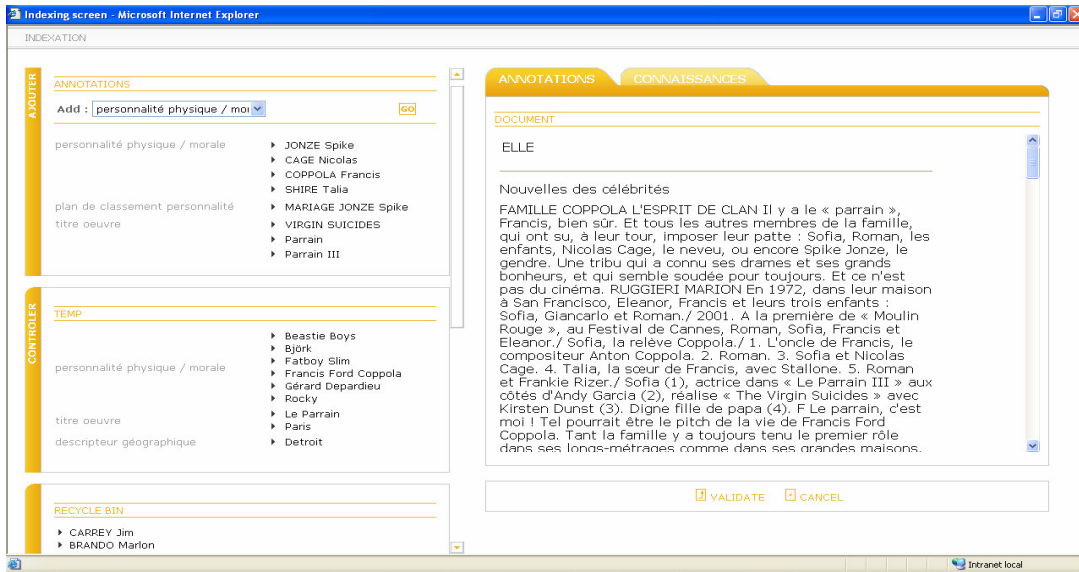 Indexing screen - Microsoft Internet Explorer
INDEXATION
AJOUTER
ANNOTATIONS
Add : personnalité physique / mor
GO
personnalité physique / morale
JONZE Spike
CAGE Nicolas
COPPOLA Francis
SHIRE Talia
plan de classement personnalité
MARIAGE JONZE Spike
titre oeuvre
VIRGIN SUICIDES
Parrain
Parrain III
CONTROLER
TEMP
personnalité physique / morale
Beastie Boys
Björk
Fatboy Slim
Francis Ford Coppola
Gérard Depardieu
Rocky
titre oeuvre
Le Parrain
Paris
descripteur géographique
Detroit
RECYCLE BIN
CARREY Jim
BRANDO Marlon
ANNOTATIONS
CONNAISSANCES
DOCUMENT
ELLE
Nouvelles des célébrités
FAMILLE COPPOLA L'ESPRIT DE CLAN Il y a le « parrain »,
Francis, bien sûr. Et tous les autres membres de la famille,
qui ont su, à leur tour, imposer leur patte : Sofia, Roman, les
enfants, Nicolas Cage, le neveu, ou encore Spike Jonze, le
gendre. Une tribu qui a connu ses drames et ses grands
bonheurs, et qui semble soudée pour toujours. Et ce n'est
pas du cinéma. RUGGIERI MARION En 1972, dans leur maison
à San Francisco, Eleanor, Francis et leurs trois enfants :
Sofia, Giancarlo et Roman./ 2001. A la première de « Moulin
Rouge », au Festival de Cannes, Roman, Sofia, Francis et
Eleanor./ Sofia, la relève Coppola./ 1. L'oncle de Francis, le
compositeur Anton Coppola. 2. Roman. 3. Sofia et Nicolas
Cage. 4. Talia, la sœur de Francis, avec Stallone. 5. Roman
et Frankie Rizer./ Sofia (1), actrice dans « Le Parrain III » aux
côtés d'Andy Garcia (2), réalise « The Virgin Suicides » avec
Kirsten Dunst (3). Digne fille de papa (4). F Le parrain, c'est
moi ! Tel pourrait être le pitch de la vie de Francis Ford
Coppola. Tant la famille y a toujours tenu le premier rôle
dans ses longs-métrages comme dans ses grandes maisons.
VALIDATE
CANCEL
Intranet local